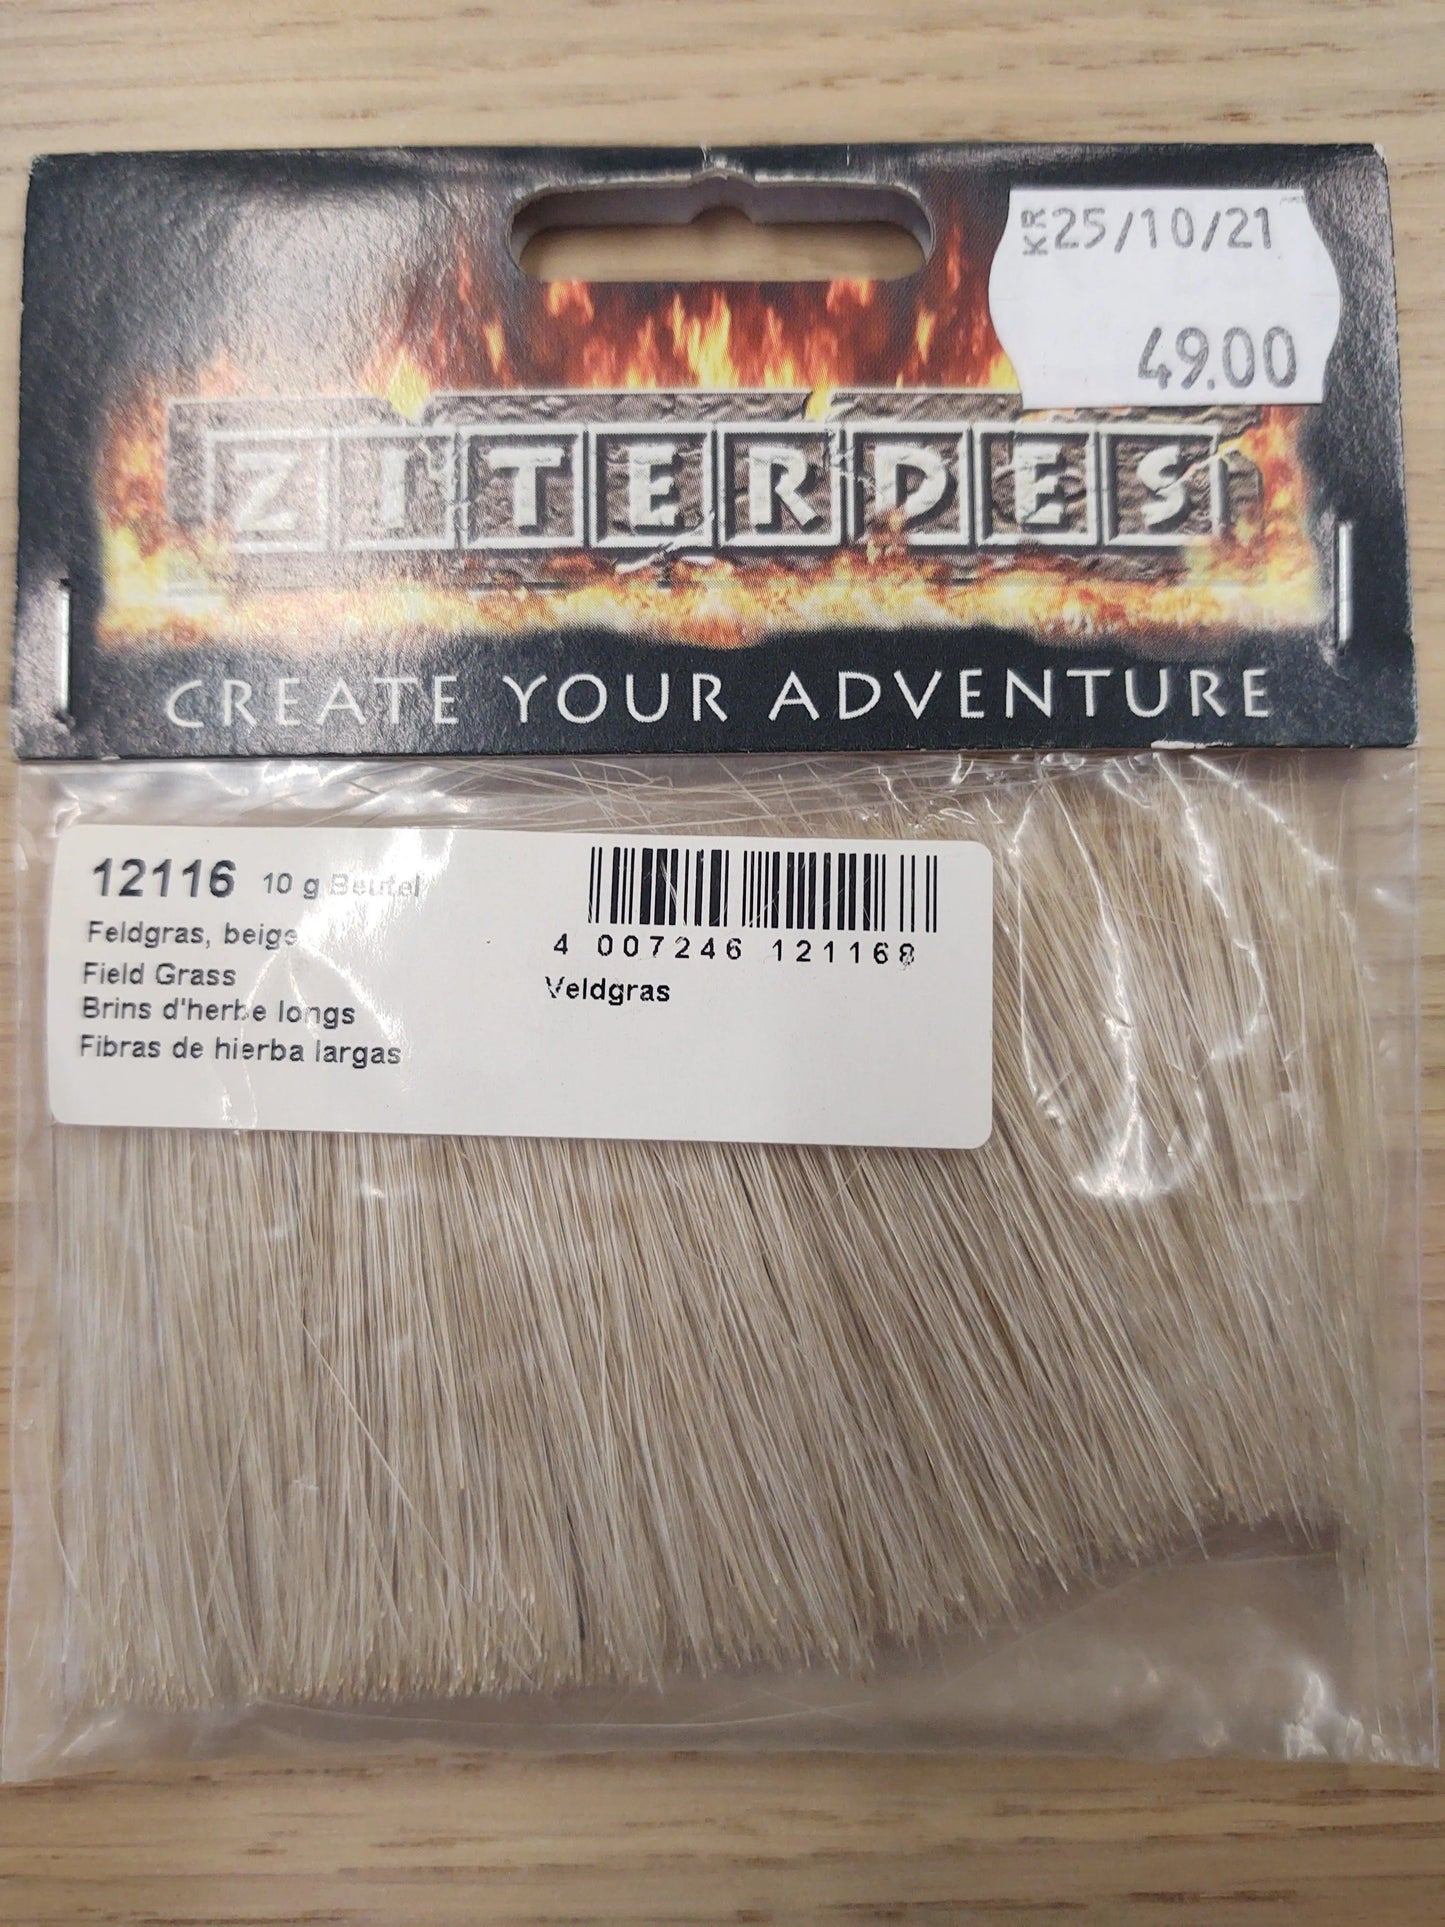 KR 25/10/21
49.00
ZITERDES
CREATE YOUR ADVENTURE
12116 10 g Beutel
Feldgras, beige
Field Grass
Brins d'herbe longs
Fibras de hierba largas
4 007246 121168
Veldgras